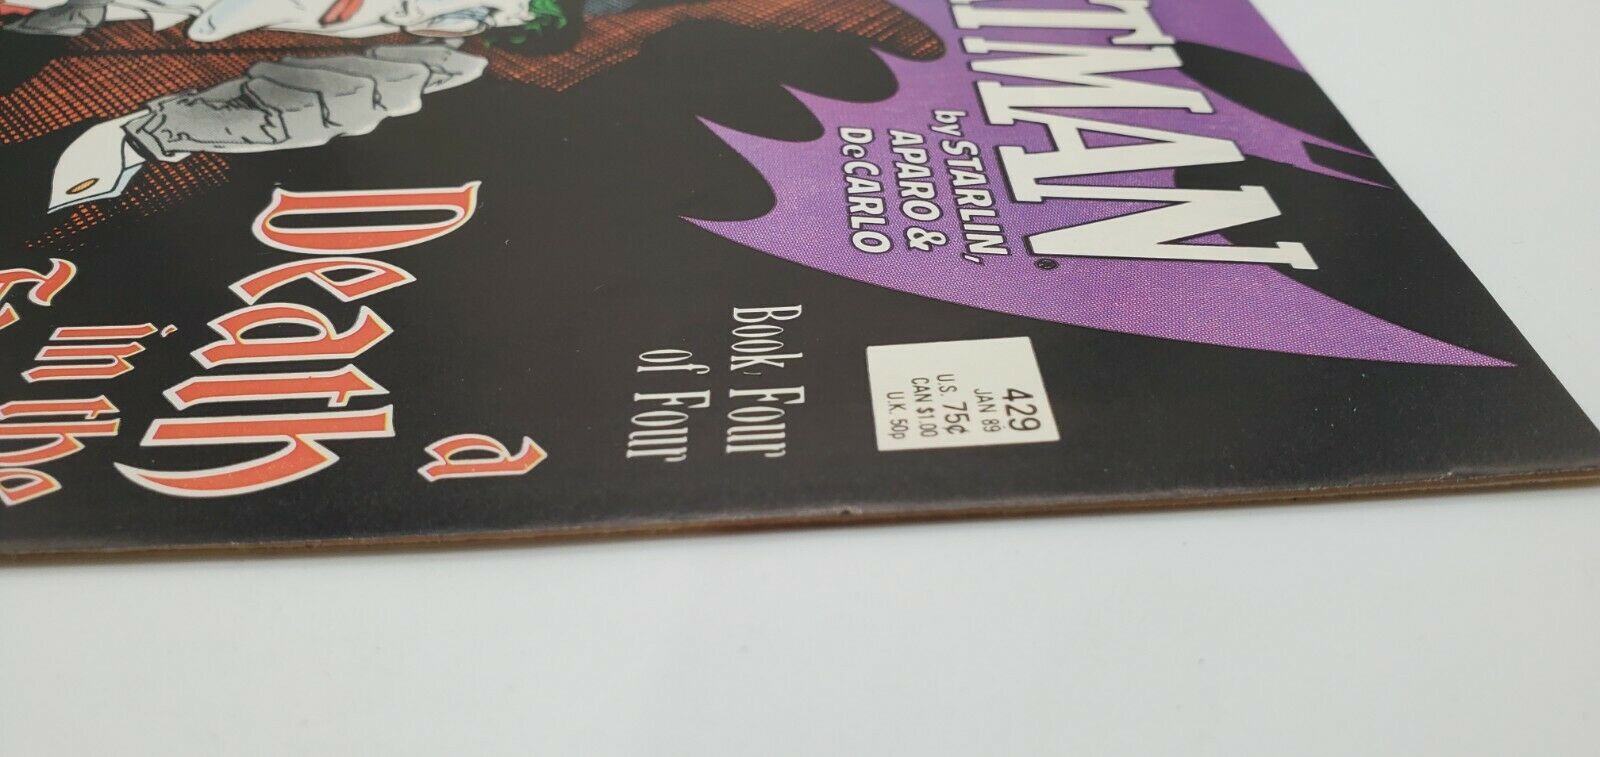 ATMAN®
by STARLIN,
APARO &
DeCARLO
429
JAN 89
U.S. 75¢
CAN $1.00
U.K. 50p
Book Four
of Four
a
Death
in the